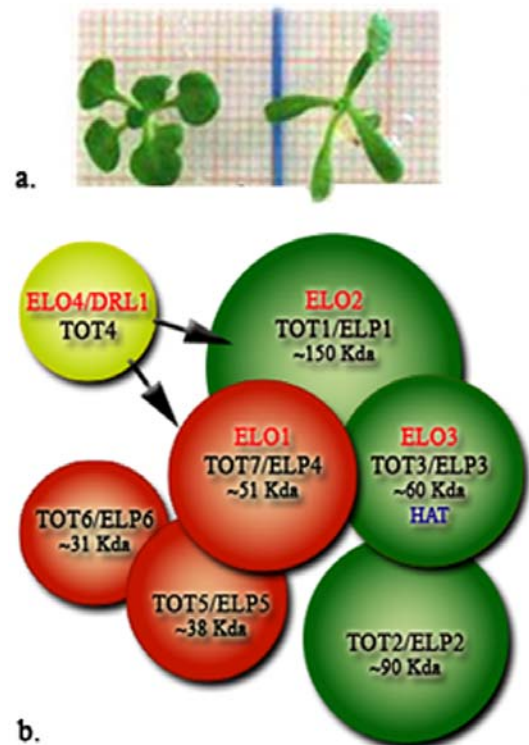 a.
ELO4/DRL1
TOT4
ELO2
TOT1/ELP1
~150 Kda
ELO1
TOT7/ELP4
~51 Kda
ELO3
TOT3/ELP3
~60 Kda
HAT
TOT6/ELP6
~31 Kda
TOT5/ELP5
~38 Kda
TOT2/ELP2
~90 Kda
b.